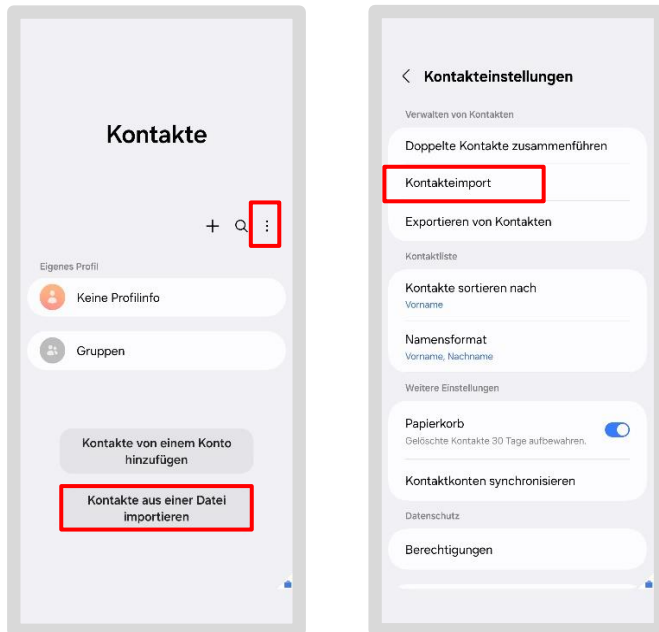 Kontakte
Eigenes Profil
Keine Profilinfo
Gruppen
Kontakte von einem Konto
hinzufügen
Kontakte aus einer Datei
importieren
Kontakteinstellungen
Verwalten von Kontakten
Doppelte Kontakte zusammenführen
Kontakteimport
Exportieren von Kontakten
Kontaktliste
Kontakte sortieren nach
Vorname
Namensformat
Vorname, Nachname
Weitere Einstellungen
Papierkorb
Gelöschte Kontakte 30 Tage aufbewahren.
Kontaktkonten synchronisieren
Datenschutz
Berechtigungen